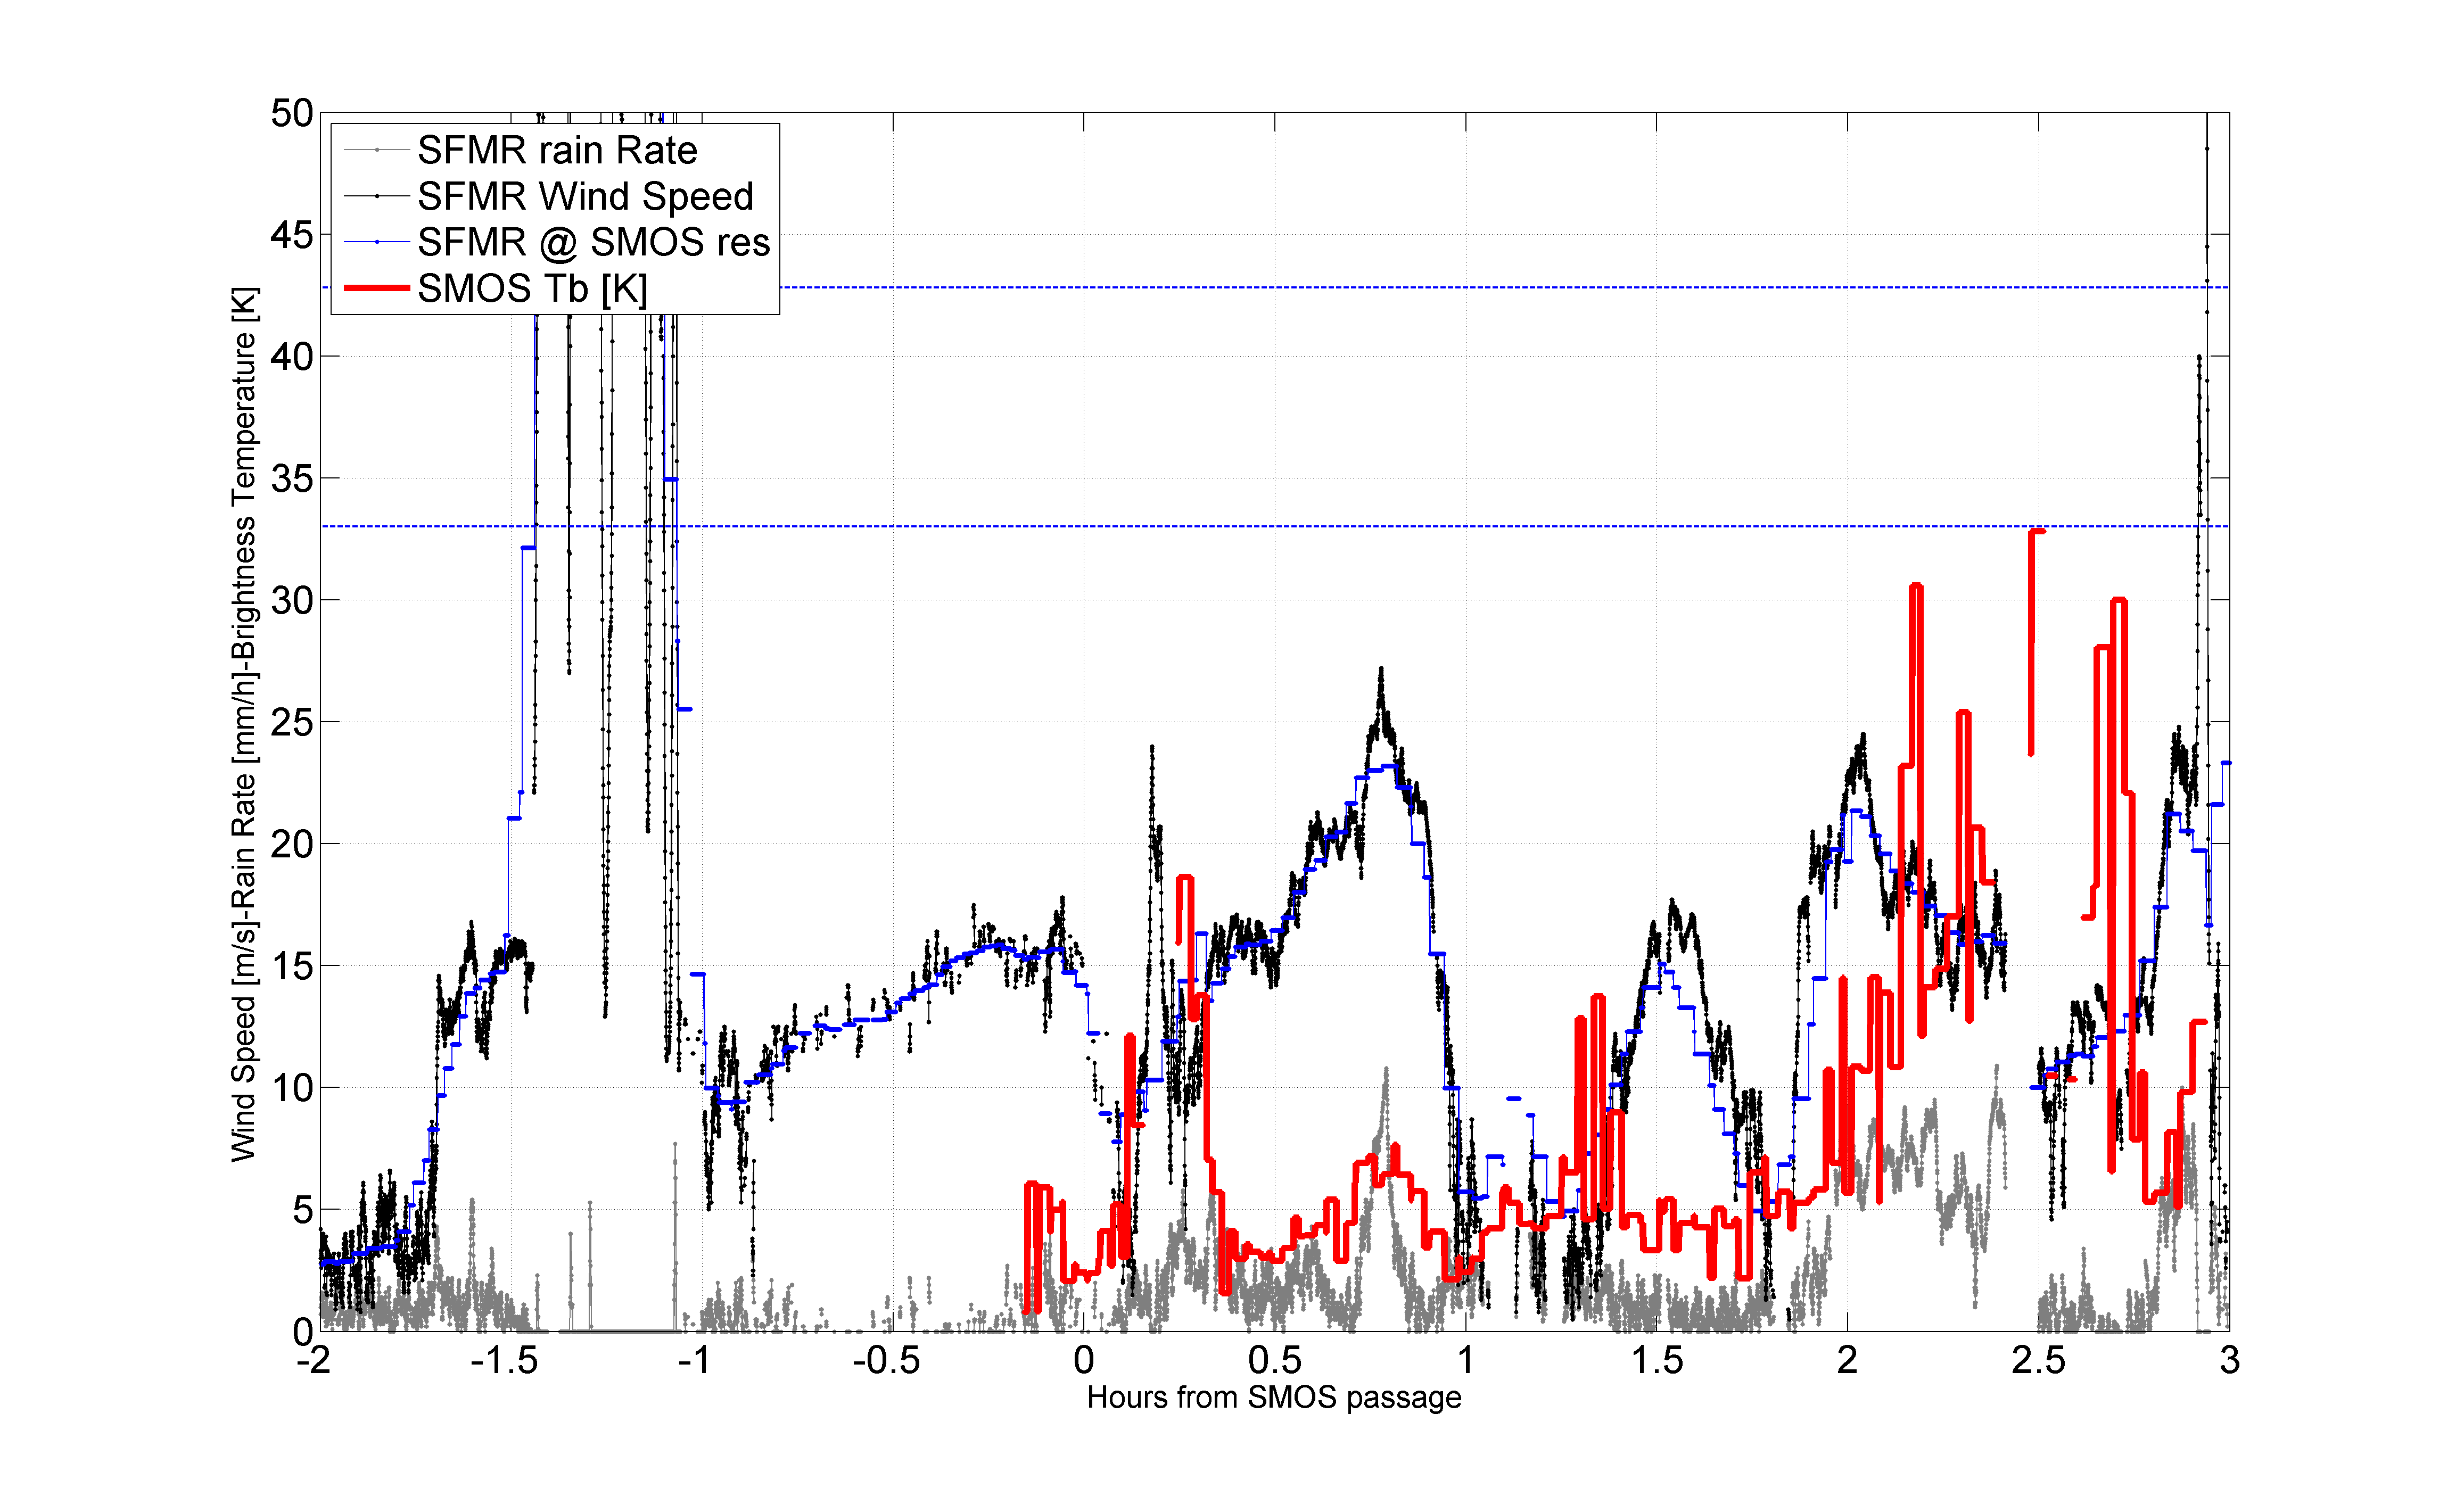 50
45
40
35
30
25
20
15
10
5
0
Wind Speed [m/s]-Rain Rate [mm/h]-Brightness Temperature [K]
SFMR rain Rate
SFMR Wind Speed
SFMR @ SMOS res
SMOS Tb [K]
-2 -1.5 -1 -0.5 0 0.5 1 1.5 2 2.5 3
Hours from SMOS passage